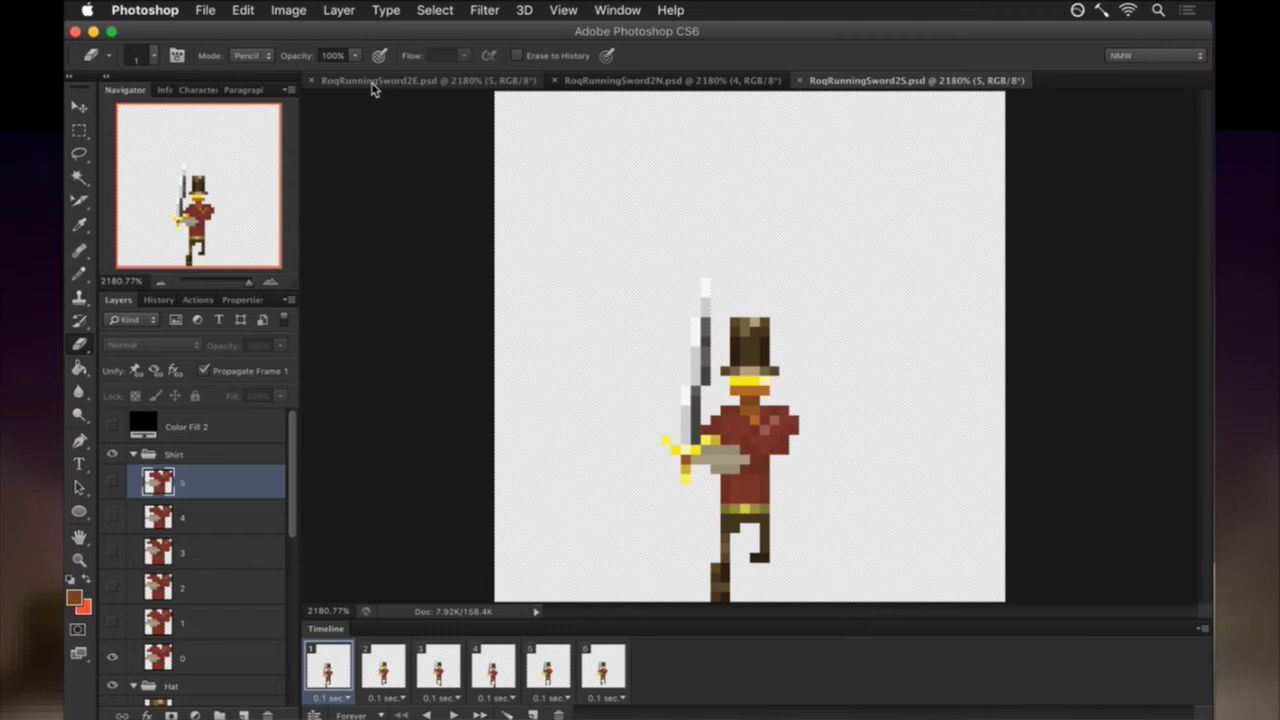 Photoshop File Edit Image Layer Type Select Filter 3D View Window Help
Adobe Photoshop CS6
1 Mode: Pencil Opacity: 100% Flow: Erase to History NMW
RoqRunningSword2E.psd @ 2180% (5, RGB/8*) RoqRunningSword2N.psd @ 2180% (4, RGB/8*) RoqRunningSword2S.psd @ 2180% (5, RGB/8*)
Navigator Info Character Paragraph
2180.77%
Layers History Actions Properties
Kind
Normal Opacity: 100%
Unify: Propagate Frame 1
Lock: Fill: 100%
Color Fill 2
Shirt
5
4
3
2
1
0
Hat
2180.77% Doc: 7.92K/158.4K
Timeline
1 2 3 4 5 6
0.1 sec. 0.1 sec. 0.1 sec. 0.1 sec. 0.1 sec. 0.1 sec.
Forever